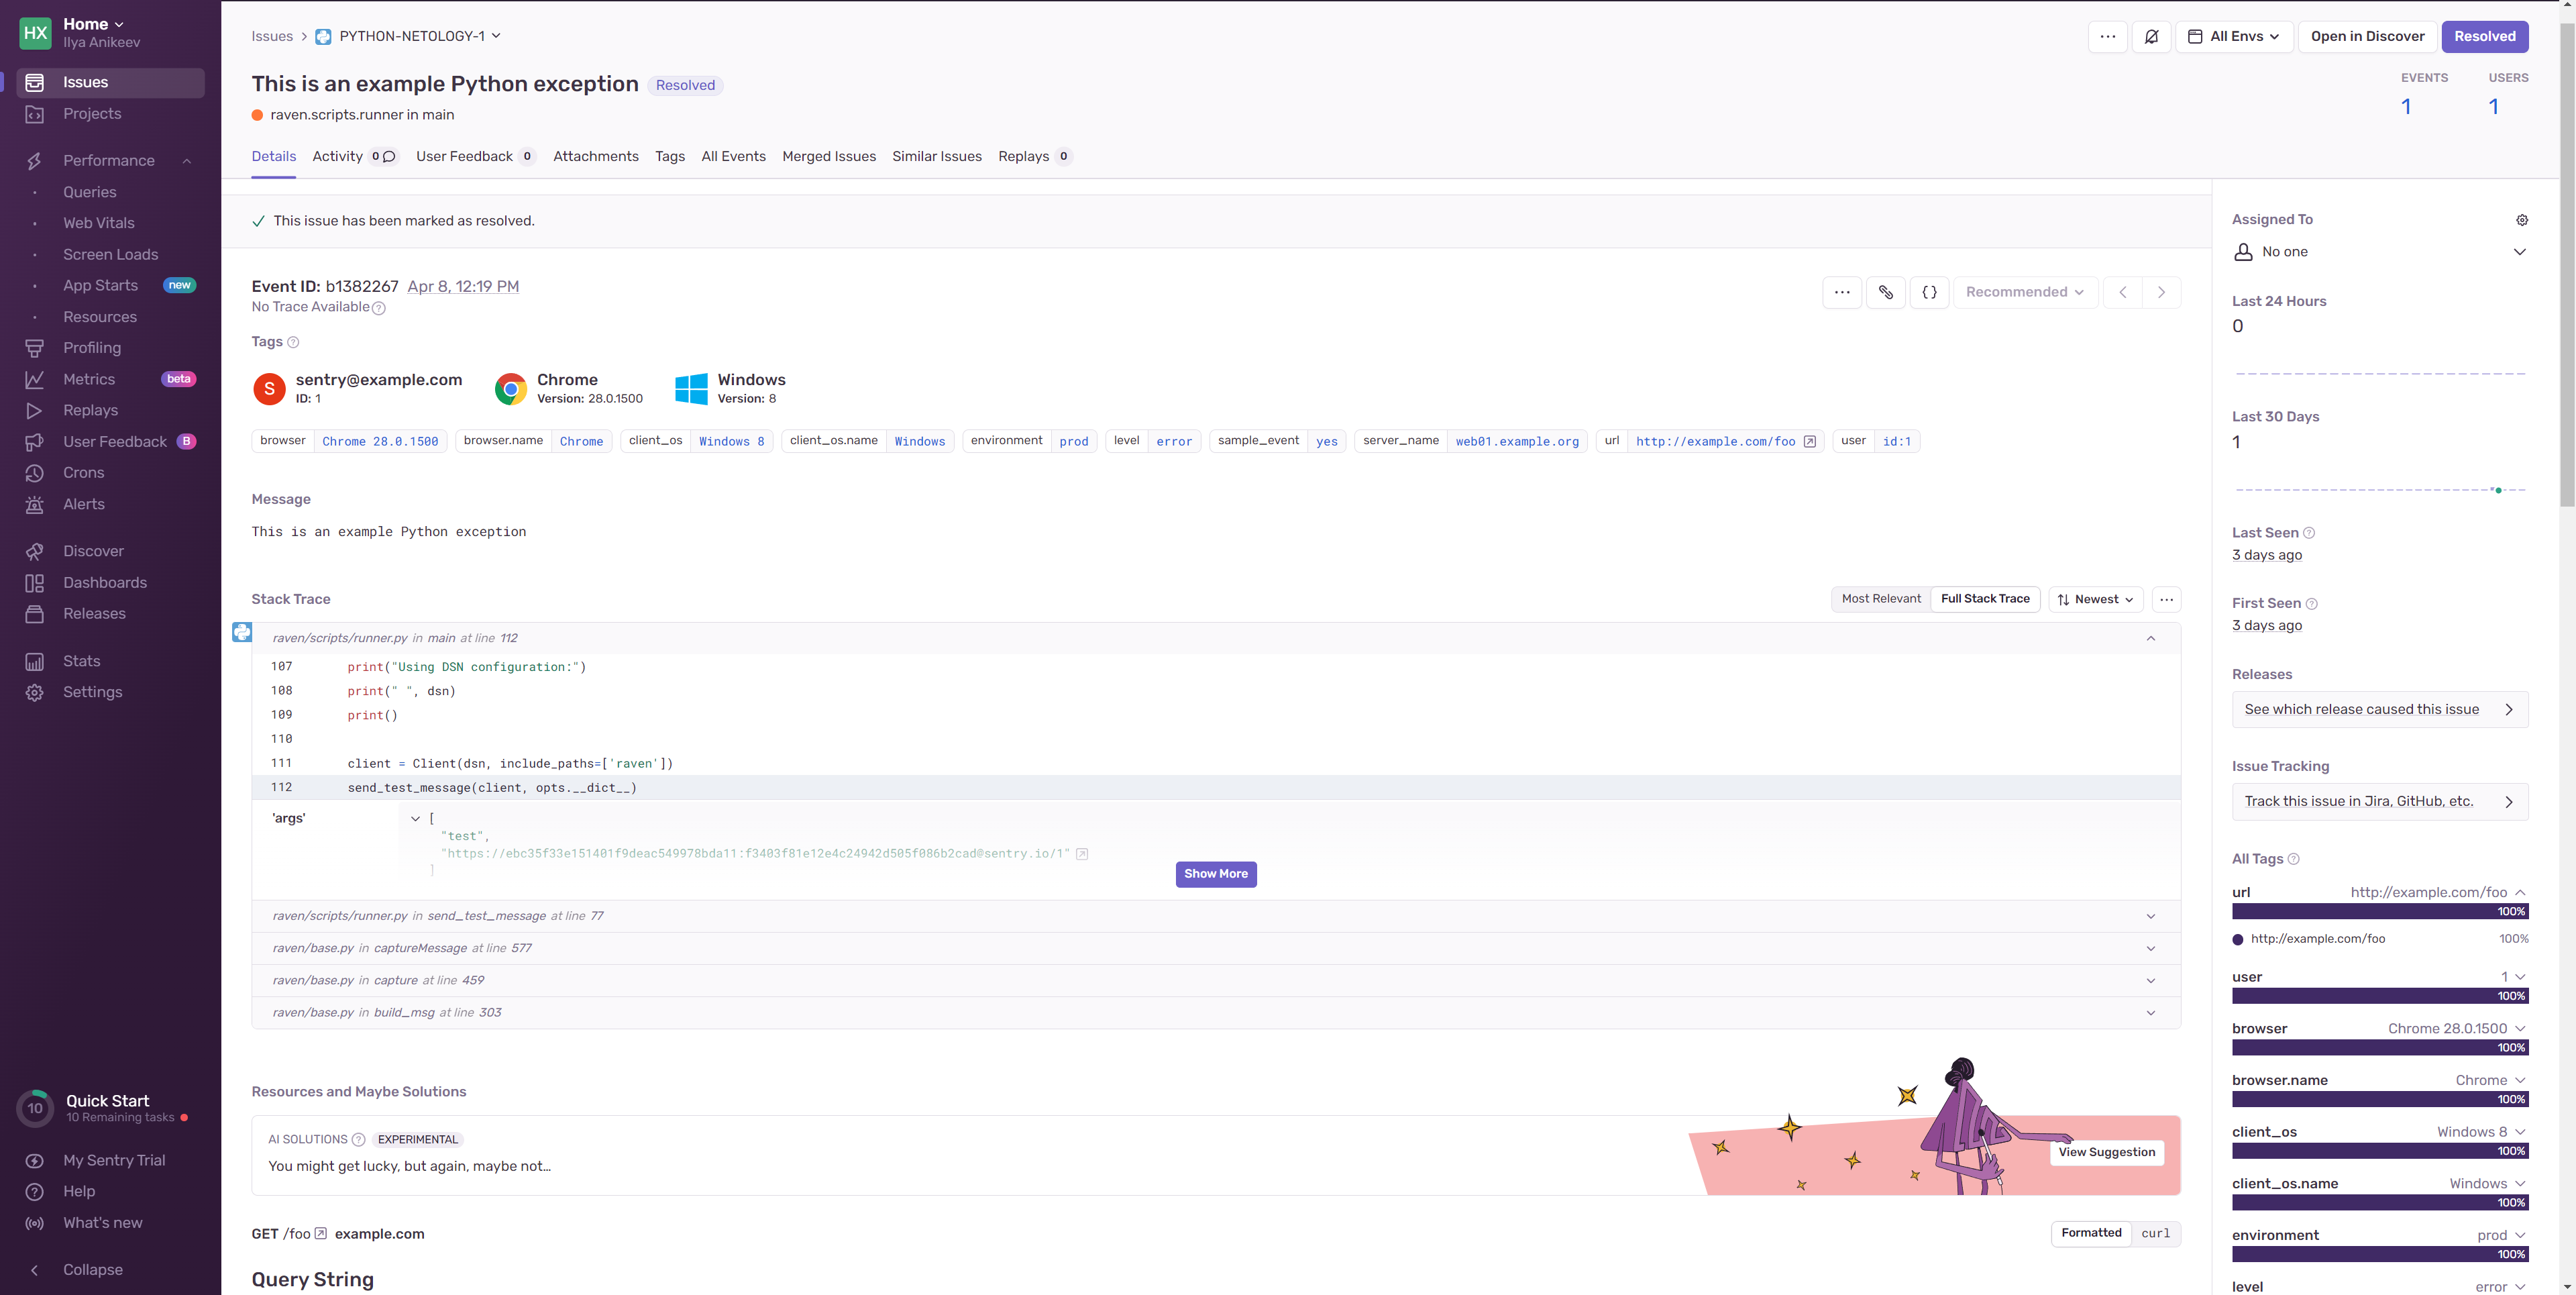 HX
Home
Ilya Anikeev
Issues
Projects
Performance
Queries
Web Vitals
Screen Loads
App Starts new
Resources
Profiling
Metrics beta
Replays
User Feedback B
Crons
Alerts
Discover
Dashboards
Releases
Stats
Settings
10
Quick Start
10 Remaining tasks
My Sentry Trial
Help
What's new
Collapse
Issues > PYTHON-NETOLOGY-1
All Envs
Open in Discover
Resolved
This is an example Python exception Resolved
raven.scripts.runner in main
EVENTS USERS
1 1
Details Activity 0 User Feedback 0 Attachments Tags All Events Merged Issues Similar Issues Replays 0
This issue has been marked as resolved.
Event ID: b1382267 Apr 8, 12:19 PM
No Trace Available ?
... {} Recommended
Tags ?
S
sentry@example.com
ID: 1
Chrome
Version: 28.0.1500
Windows
Version: 8
browser Chrome 28.0.1500 browser.name Chrome client_os Windows 8 client_os.name Windows environment prod level error sample_event yes server_name web01.example.org url http://example.com/foo user id:1
Message
This is an example Python exception
Stack Trace
Most Relevant Full Stack Trace Newest ...
raven/scripts/runner.py in main at line 112
107 print("Using DSN configuration:")
108 print(" ", dsn)
109 print()
110
111 client = Client(dsn, include_paths=['raven'])
112 send_test_message(client, opts.__dict__)
'args' [
"test",
"https://ebc35f33e151401f9deac549978bda11:f3403f81e12e4c24942d505f086b2cad@sentry.io/1"
]
Show More
raven/scripts/runner.py in send_test_message at line 77
raven/base.py in captureMessage at line 577
raven/base.py in capture at line 459
raven/base.py in build_msg at line 303
Resources and Maybe Solutions
AI SOLUTIONS ? EXPERIMENTAL
You might get lucky, but again, maybe not...
View Suggestion
GET /foo example.com
Formatted curl
Query String
Assigned To
No one
Last 24 Hours
0
Last 30 Days
1
Last Seen ?
3 days ago
First Seen ?
3 days ago
Releases
See which release caused this issue
Issue Tracking
Track this issue in Jira, GitHub, etc.
All Tags ?
url http://example.com/foo
100%
http://example.com/foo 100%
user 1
100%
browser Chrome 28.0.1500
100%
browser.name Chrome
100%
client_os Windows 8
100%
client_os.name Windows
100%
environment prod
100%
level error